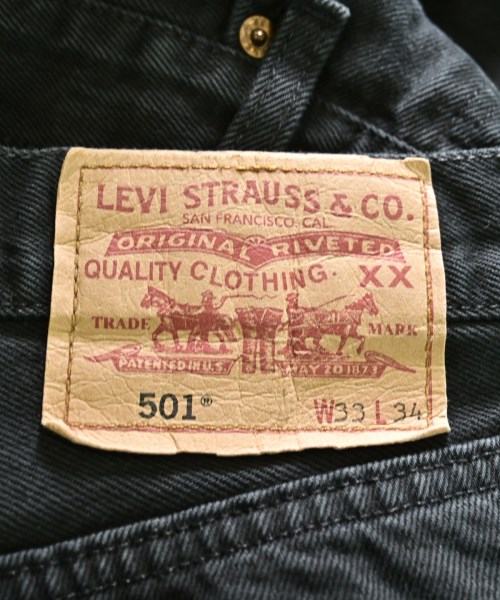 LEVI STRAUSS & CO.
SAN FRANCISCO, CAL
ORIGINAL RIVETED
QUALITY CLOTHING. XX
TRADE MARK
PATENTED IN U.S. MAY 20 1873
501® W33 L34